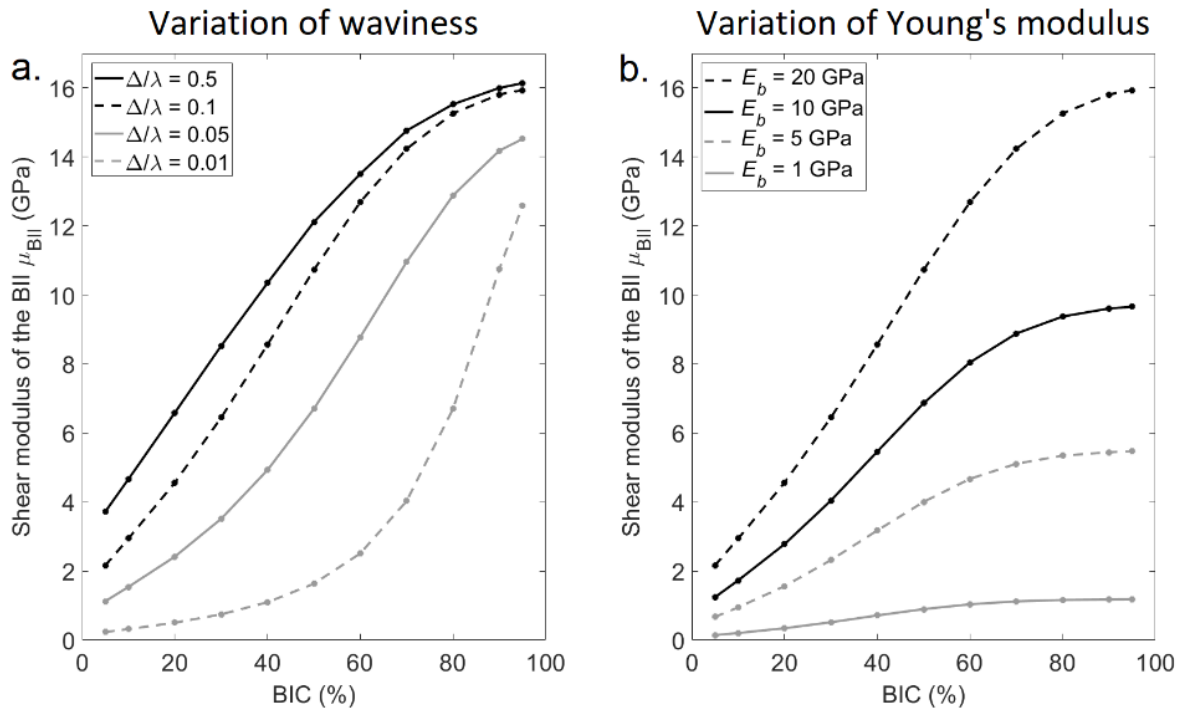 Variation of waviness
a.
Δ/λ = 0.5
Δ/λ = 0.1
Δ/λ = 0.05
Δ/λ = 0.01
16
14
12
10
8
6
4
2
0
Shear modulus of the BII μBII (GPa)
0 20 40 60 80 100
BIC (%)
Variation of Young's modulus
b.
Eb = 20 GPa
Eb = 10 GPa
Eb = 5 GPa
Eb = 1 GPa
16
14
12
10
8
6
4
2
0
Shear modulus of the BII μBII (GPa)
0 20 40 60 80 100
BIC (%)